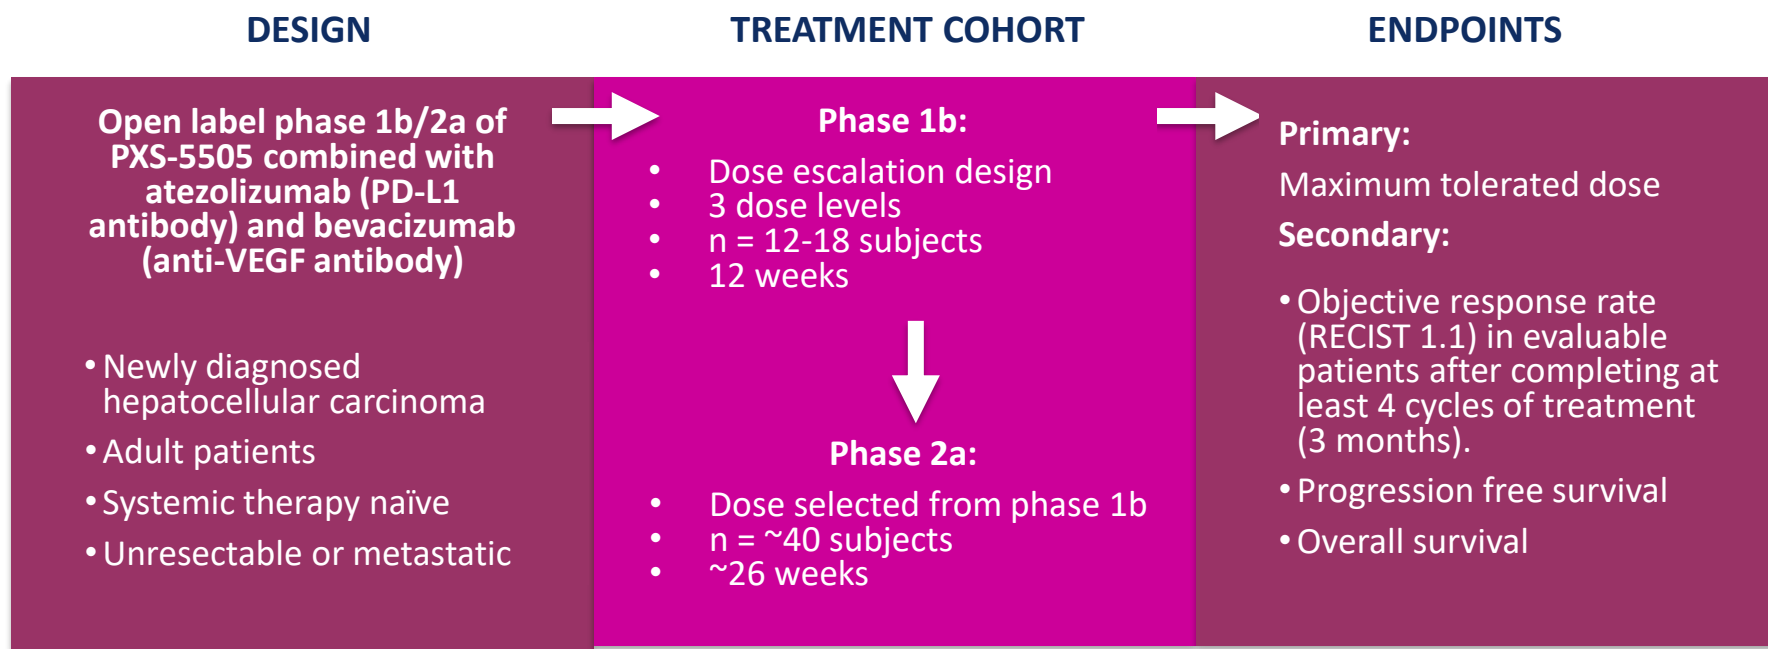 DESIGN
Open label phase 1b/2a of
PXS-5505 combined with
atezolizumab (PD-L1
antibody) and bevacizumab
(anti-VEGF antibody)
• Newly diagnosed
hepatocellular carcinoma
• Adult patients
• Systemic therapy naïve
• Unresectable or metastatic
TREATMENT COHORT
Phase 1b:
• Dose escalation design
• 3 dose levels
• n = 12-18 subjects
• 12 weeks
Phase 2a:
• Dose selected from phase 1b
• n = ~40 subjects
• ~26 weeks
ENDPOINTS
Primary:
Maximum tolerated dose
Secondary:
• Objective response rate
(RECIST 1.1) in evaluable
patients after completing at
least 4 cycles of treatment
(3 months).
• Progression free survival
• Overall survival